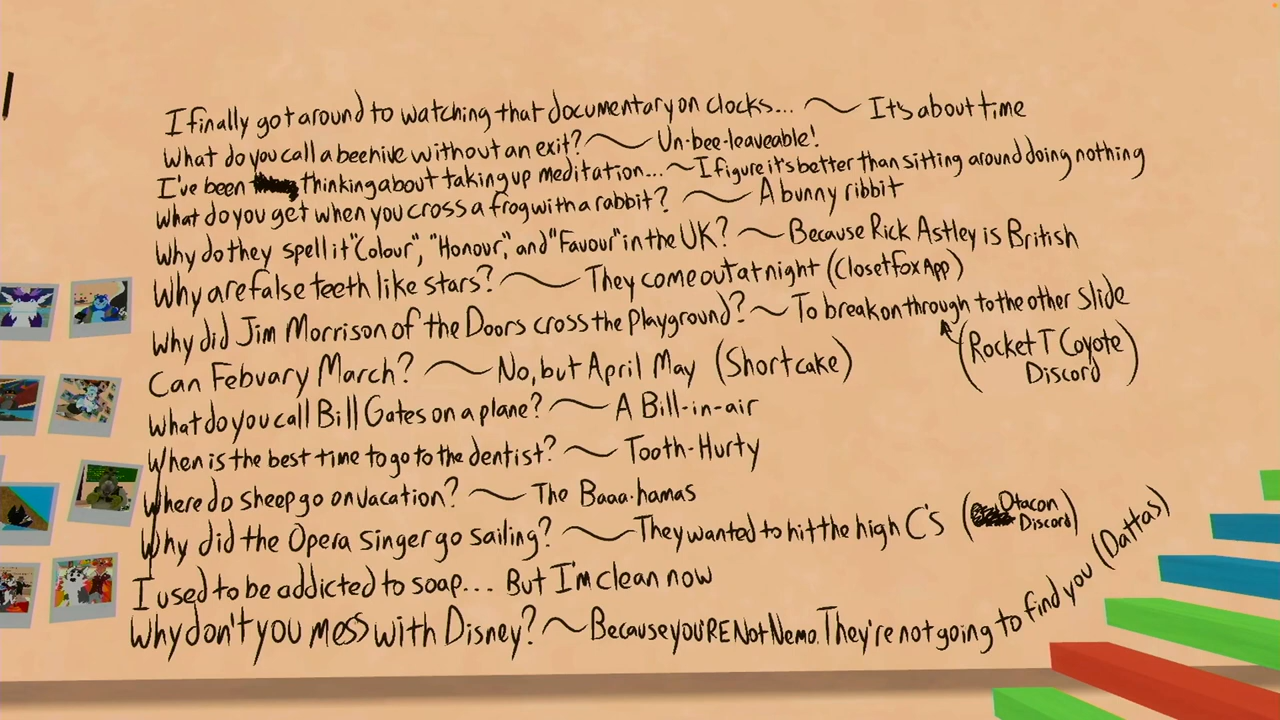 I finally got around to watching that documentary on clocks... ~ It's about time
What do you call a beehive without an exit? ~ Un-bee-leaveable!
I've been thinking about taking up meditation... ~ I figure it's better than sitting around doing nothing
What do you get when you cross a frog with a rabbit? ~ A bunny ribbit
Why do they spell it "Colour", "Honour", and "Favour" in the UK? ~ Because Rick Astley is British
Why are false teeth like stars? ~ They come out at night (Closet fox App)
Why did Jim Morrison of the Doors cross the Playground? ~ To break on through to the other slide
(Rocket T Coyote
Discord)
Can Febuary March? ~ No, but April May (Shortcake)
What do you call Bill Gates on a plane? ~ A Bill-in-air
When is the best time to go to the dentist? ~ Tooth-Hurty
Where do sheep go on vacation? ~ The Baaa-hamas
Why did the Opera singer go sailing? ~ They wanted to hit the high C's (Otacon
Discord)
I used to be addicted to soap... But I'm clean now
Why don't you mess with Disney? ~ Because you'RE Not Nemo. They're not going to find you (Dattas)